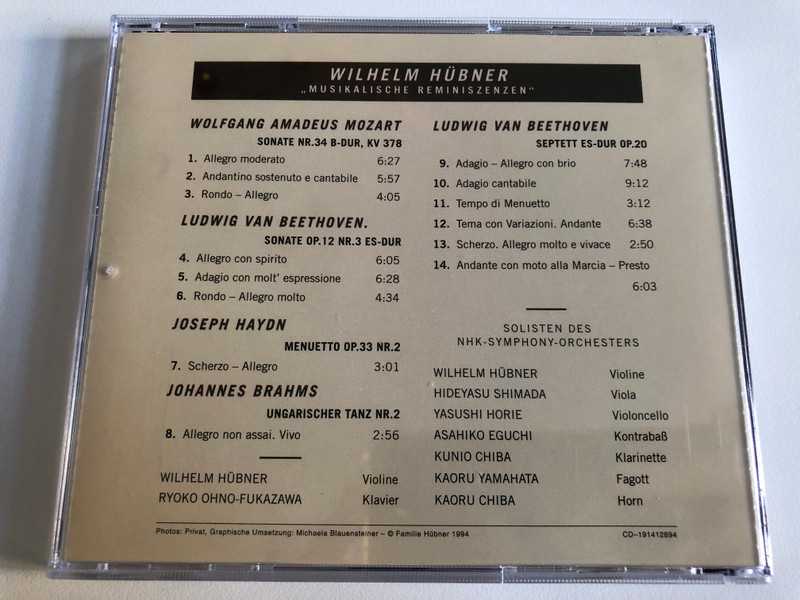 WILHELM HÜBNER
„MUSIKALISCHE REMINISZENZEN“
WOLFGANG AMADEUS MOZART
SONATE NR.34 B-DUR, KV 378
1. Allegro moderato 6:27
2. Andantino sostenuto e cantabile 5:57
3. Rondo – Allegro 4:05
LUDWIG VAN BEETHOVEN.
SONATE OP.12 NR.3 ES-DUR
4. Allegro con spirito 6:05
5. Adagio con molt' espressione 6:28
6. Rondo – Allegro molto 4:34
JOSEPH HAYDN
MENUETTO OP.33 NR.2
7. Scherzo – Allegro 3:01
JOHANNES BRAHMS
UNGARISCHER TANZ NR.2
8. Allegro non assai. Vivo 2:56
WILHELM HÜBNER Violine
RYOKO OHNO-FUKAZAWA Klavier
LUDWIG VAN BEETHOVEN
SEPTETT ES-DUR OP.20
9. Adagio – Allegro con brio 7:48
10. Adagio cantabile 9:12
11. Tempo di Menuetto 3:12
12. Tema con Variazioni. Andante 6:38
13. Scherzo. Allegro molto e vivace 2:50
14. Andante con moto alla Marcia – Presto
6:03
SOLISTEN DES
NHK-SYMPHONY-ORCHESTERS
WILHELM HÜBNER Violine
HIDEYASU SHIMADA Viola
YASUSHI HORIE Violoncello
ASAHIKO EGUCHI Kontrabaß
KUNIO CHIBA Klarinette
KAORU YAMAHATA Fagott
KAORU CHIBA Horn
Photos: Privat, Graphische Umsetzung: Michaela Blauensteiner – © Familie Hübner 1994
CD–191412894